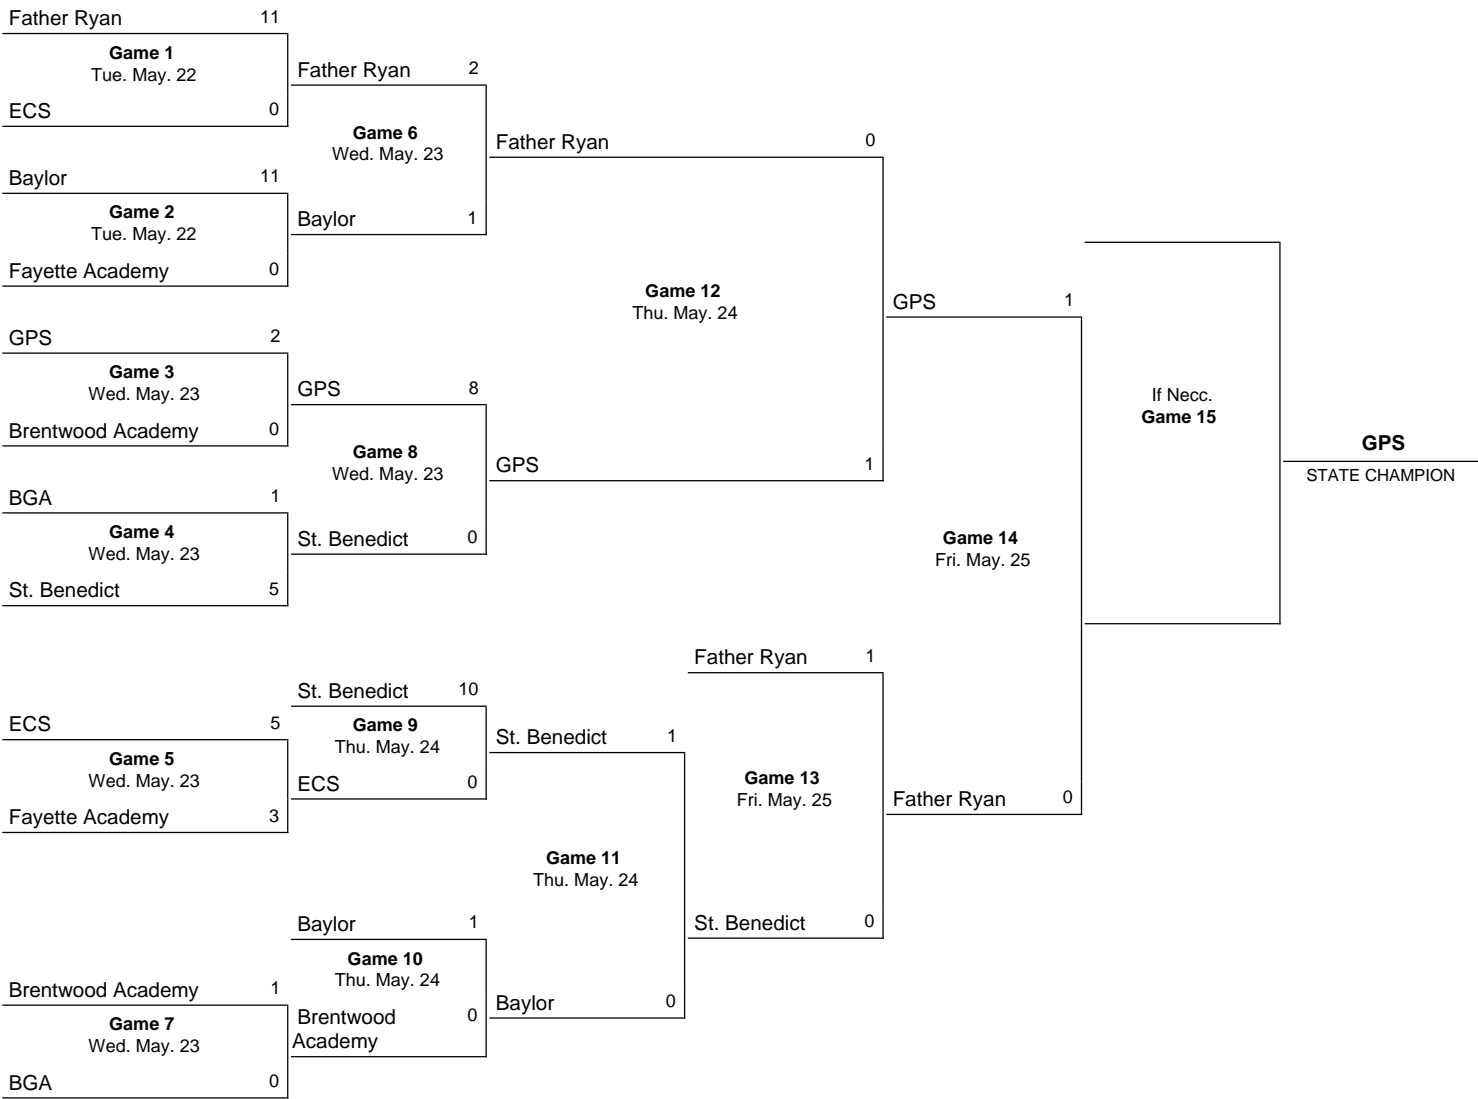 Father Ryan 11
Game 1
Tue. May. 22
ECS 0
Baylor 11
Game 2
Tue. May. 22
Fayette Academy 0
GPS 2
Game 3
Wed. May. 23
Brentwood Academy 0
BGA 1
Game 4
Wed. May. 23
St. Benedict 5
ECS 5
Game 5
Wed. May. 23
Fayette Academy 3
Brentwood Academy 1
Game 7
Wed. May. 23
BGA 0
Father Ryan 2
Game 6
Wed. May. 23
Baylor 1
GPS 8
Game 8
Wed. May. 23
St. Benedict 0
St. Benedict 10
Game 9
Thu. May. 24
ECS 0
Baylor 1
Game 10
Thu. May. 24
Brentwood 0
Academy
Father Ryan 0
Game 12
Thu. May. 24
GPS 1
St. Benedict 1
Game 11
Thu. May. 24
Baylor 0
Father Ryan 1
Game 13
Fri. May. 25
St. Benedict 0
GPS 1
Game 14
Fri. May. 25
Father Ryan 0
If Necc.
Game 15
GPS
STATE CHAMPION